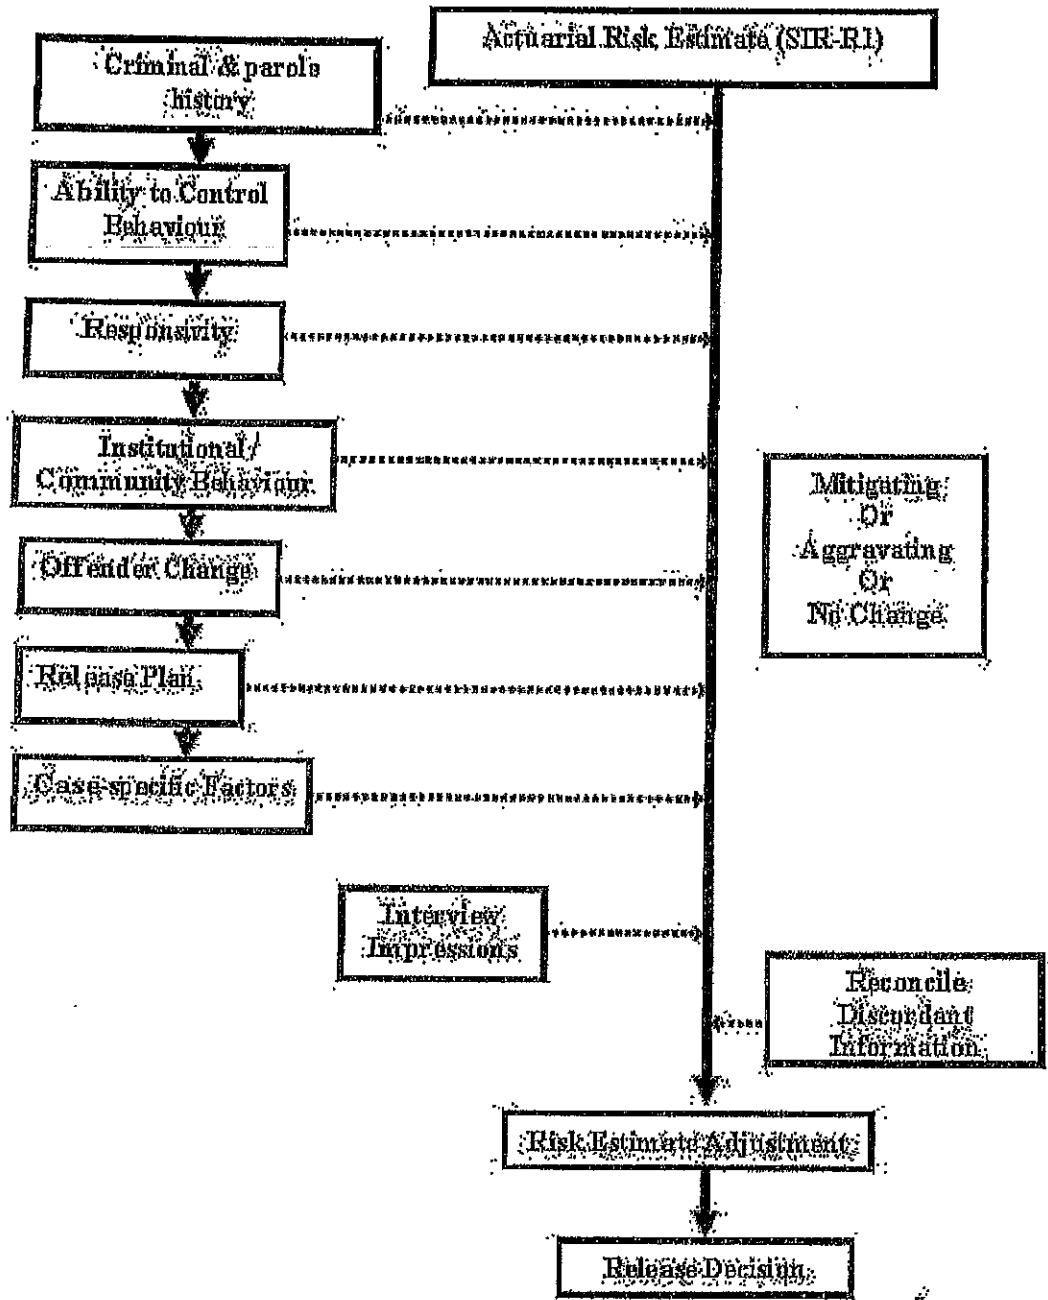 Actuarial Risk Estimate (SIR-R1)
Criminal & parole
history
Ability to Control
Behaviour
Responsivity
Institutional/
Community Behaviour
Offender Change
Release Plan
Case-specific Factors
Mitigating
Or
Aggravating
Or
No Change
Interview
Impressions
Reconcile
Discordant
Information
Risk Estimate Adjustment
Release Decision